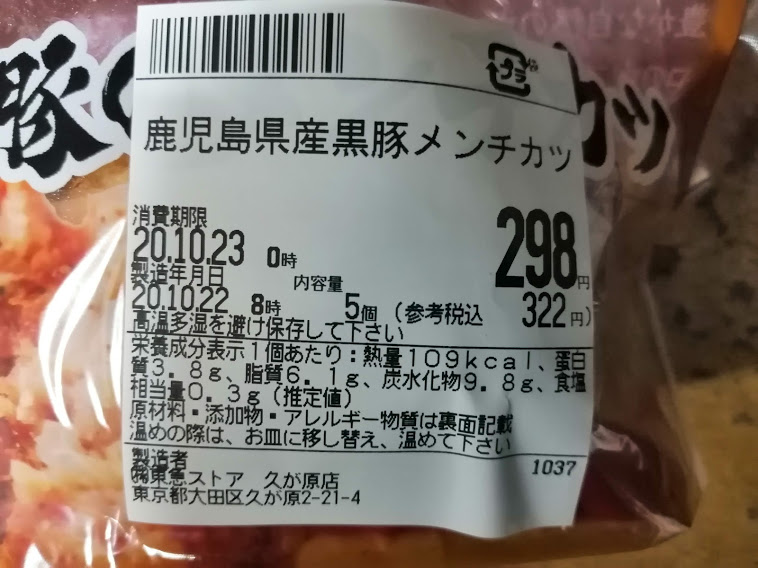 プラ
豚
カツ
鹿児島県産黒豚メンチカツ
消費期限
20.10.23 0時
298円
製造年月日
内容量
20.10.22 8時 5個 (参考税込 322円)
高温多湿を避け保存して下さい
栄養成分表示1個あたり:熱量109kcal、蛋白
質3.8g、脂質6.1g、炭水化物9.8g、食塩
相当量0.3g(推定値)
原材料・添加物・アレルギー物質は裏面記載
温めの際は、お皿に移し替え、温めて下さい
製造者
1037
㈱東急ストア 久が原店
東京都大田区久が原2-21-4